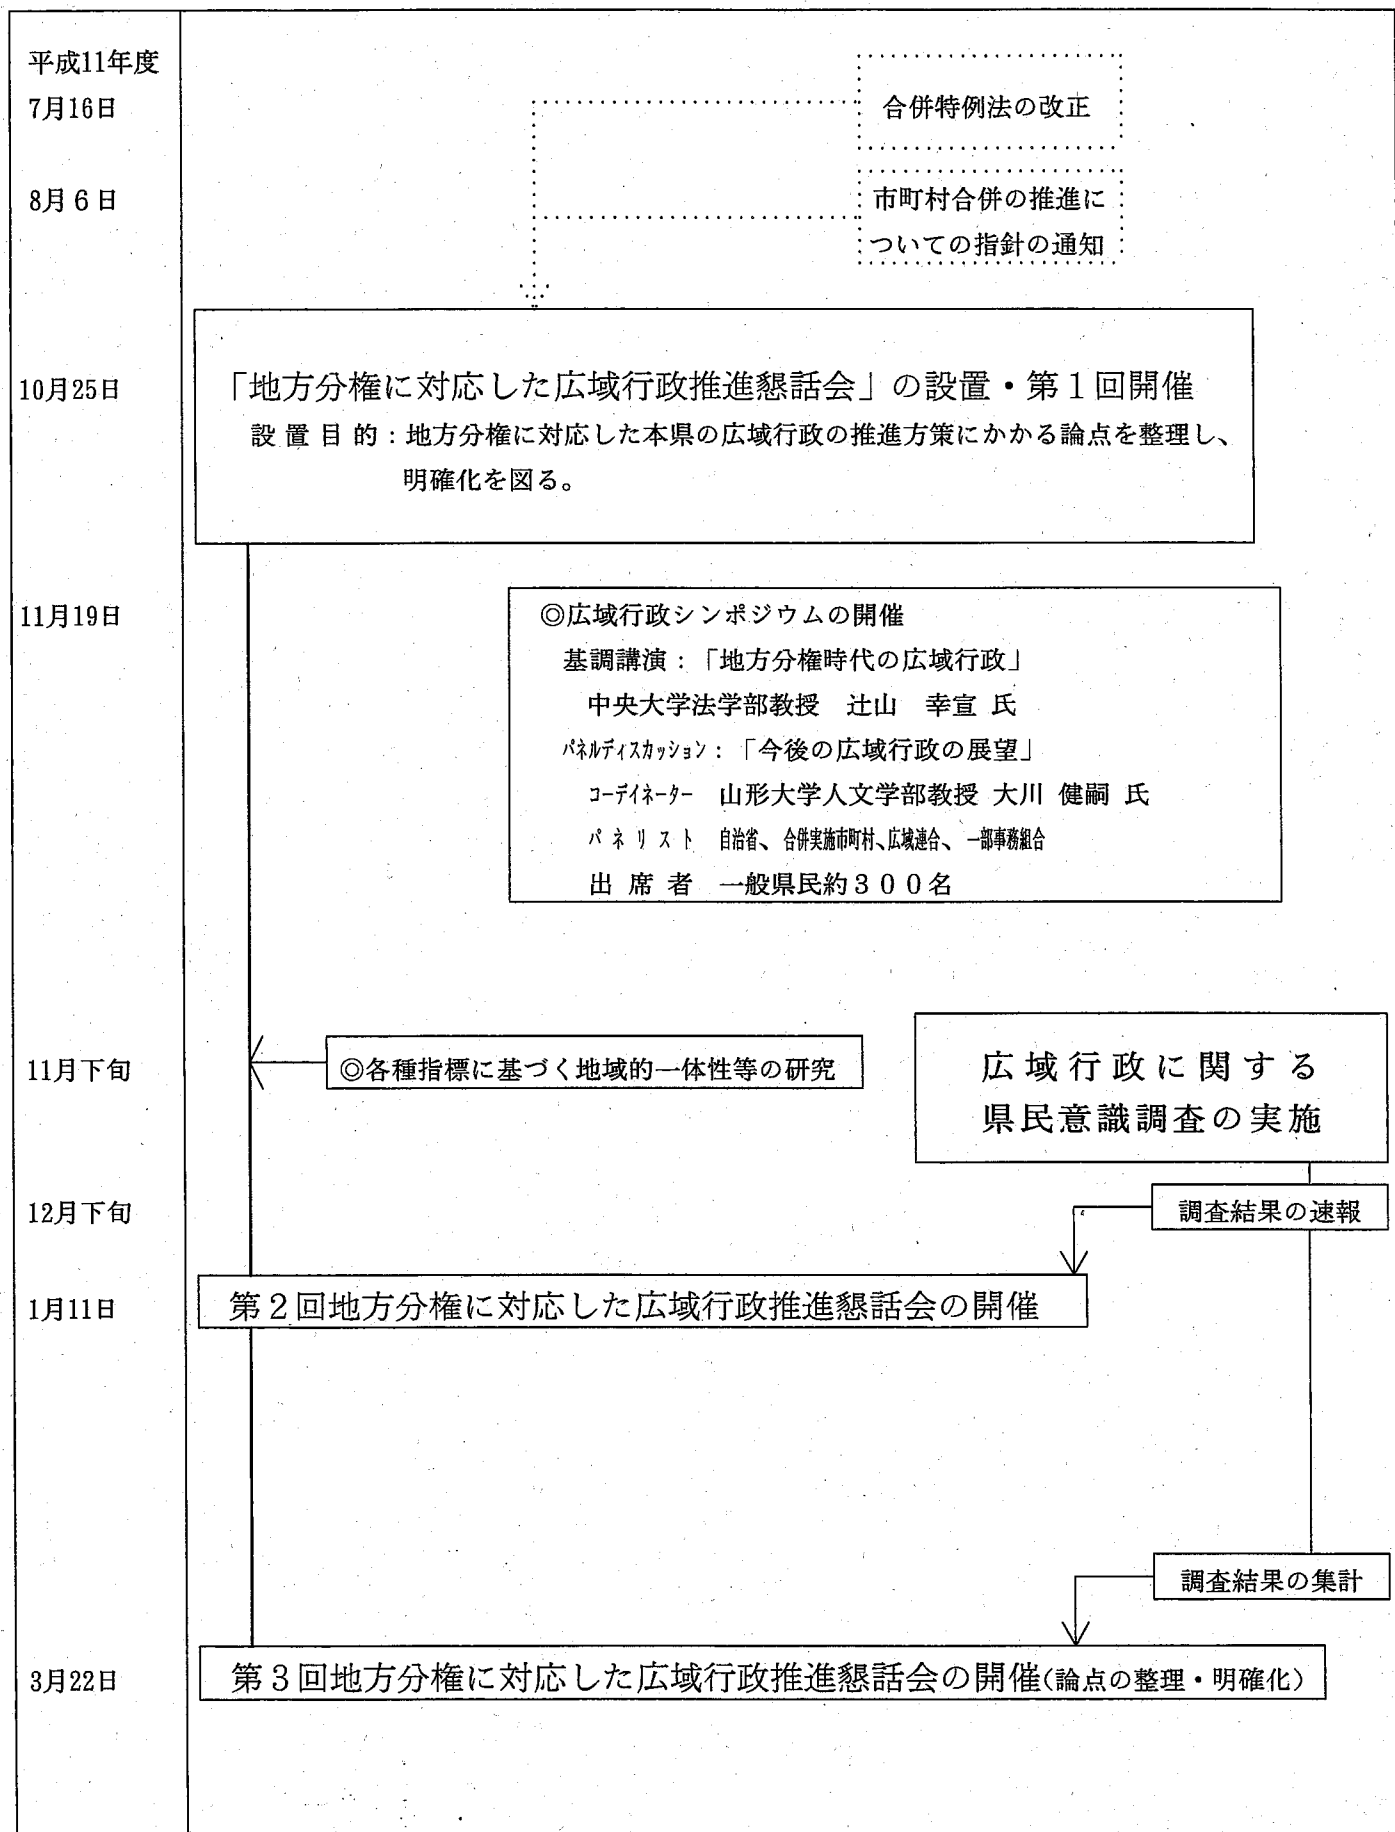 平成11年度
7月16日
合併特例法の改正
8月6日
市町村合併の推進に
ついての指針の通知
10月25日
「地方分権に対応した広域行政推進懇話会」の設置・第1回開催
設置目的：地方分権に対応した本県の広域行政の推進方策にかかる論点を整理し、
明確化を図る。
11月19日
◎広域行政シンポジウムの開催
基調講演：「地方分権時代の広域行政」
中央大学法学部教授　辻山　幸宣 氏
パネルディスカッション：「今後の広域行政の展望」
コーデイネーター　山形大学人文学部教授 大川 健嗣 氏
パネリスト　自治省、合併実施市町村、広域連合、一部事務組合
出席者　一般県民約３００名
11月下旬
◎各種指標に基づく地域的一体性等の研究
広域行政に関する
県民意識調査の実施
12月下旬
調査結果の速報
1月11日
第２回地方分権に対応した広域行政推進懇話会の開催
調査結果の集計
3月22日
第３回地方分権に対応した広域行政推進懇話会の開催(論点の整理・明確化)